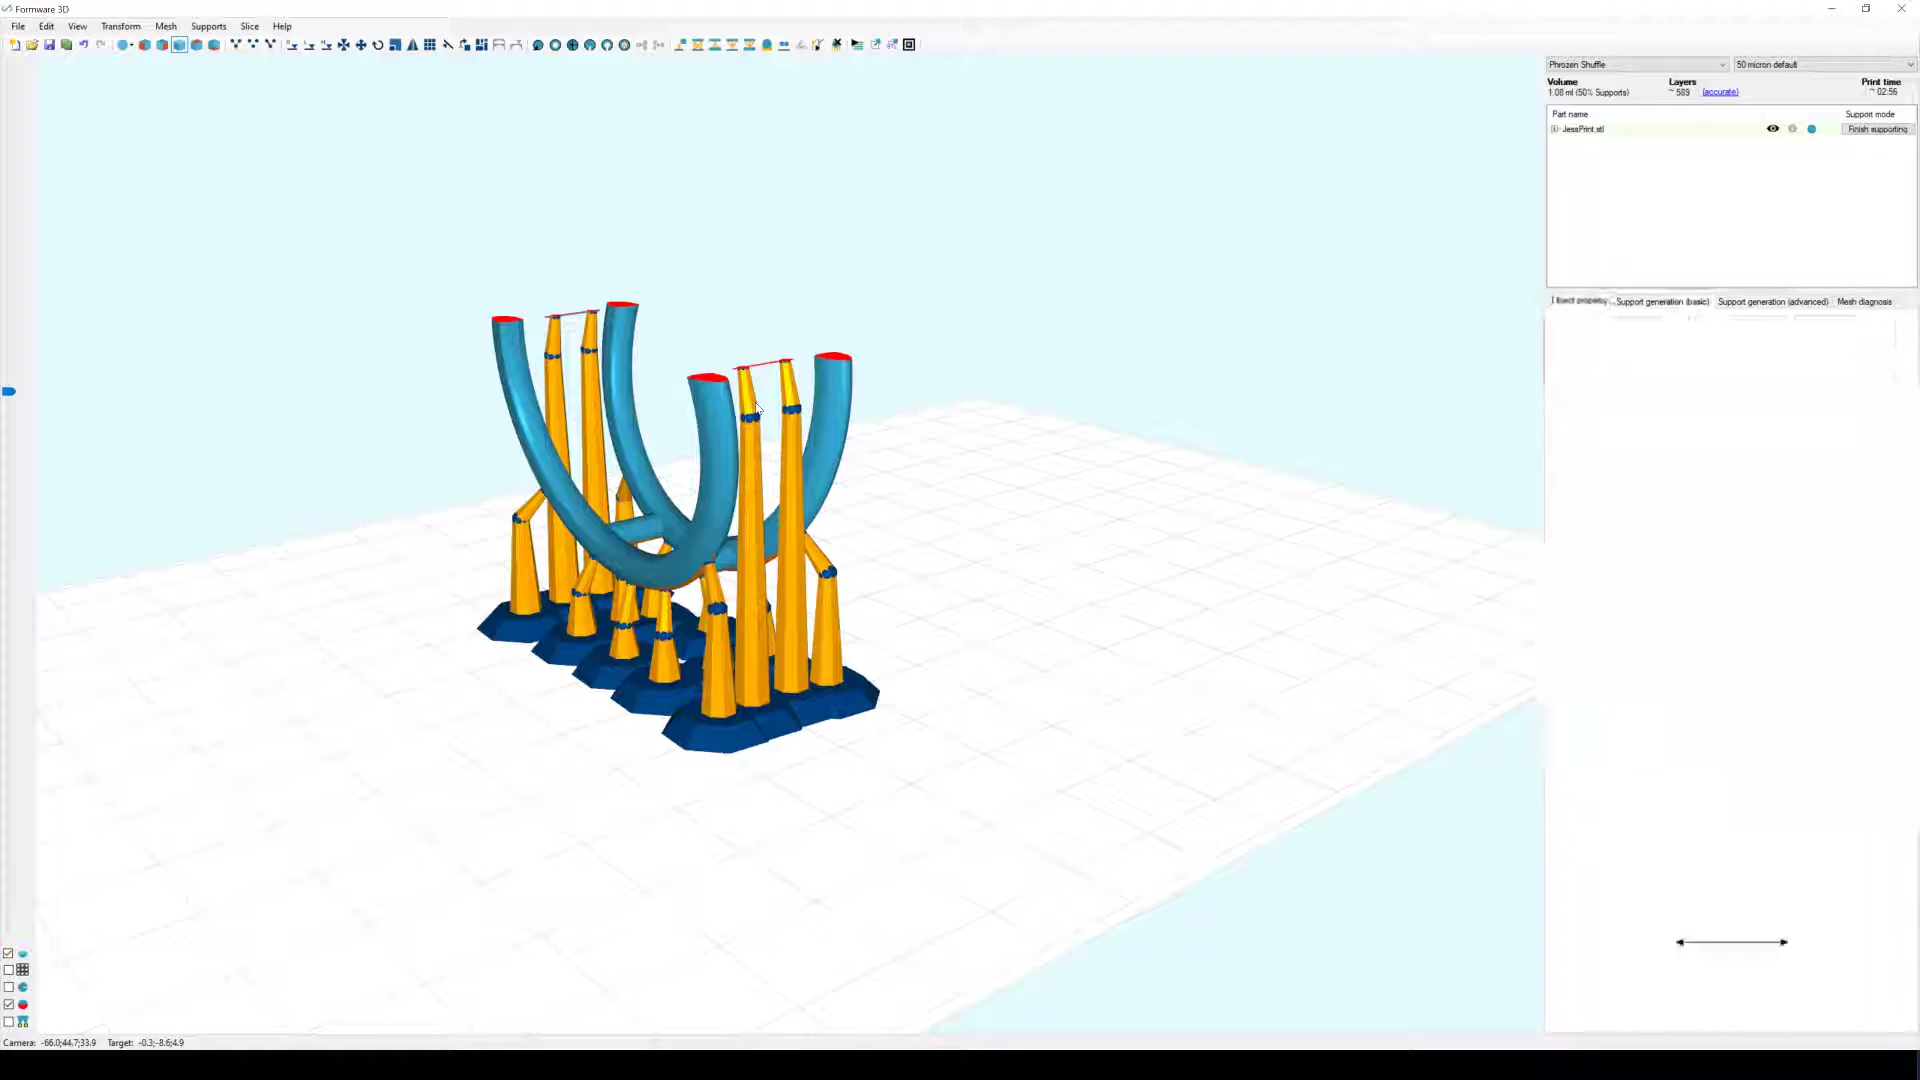 Formware 3D
File Edit View Transform Mesh Supports Slice Help
Phrozen Shuffle 50 micron default
Volume Layers Print time
1.08 ml (50% Supports) ~ 589 (accurate) ~ 02:56
Part name Support mode
JessPrint.stl Finish supporting
Object property Support generation (basic) Support generation (advanced) Mesh diagnosis
Camera: -66.0;44.7;33.9 Target: -0.3;-8.6;4.9